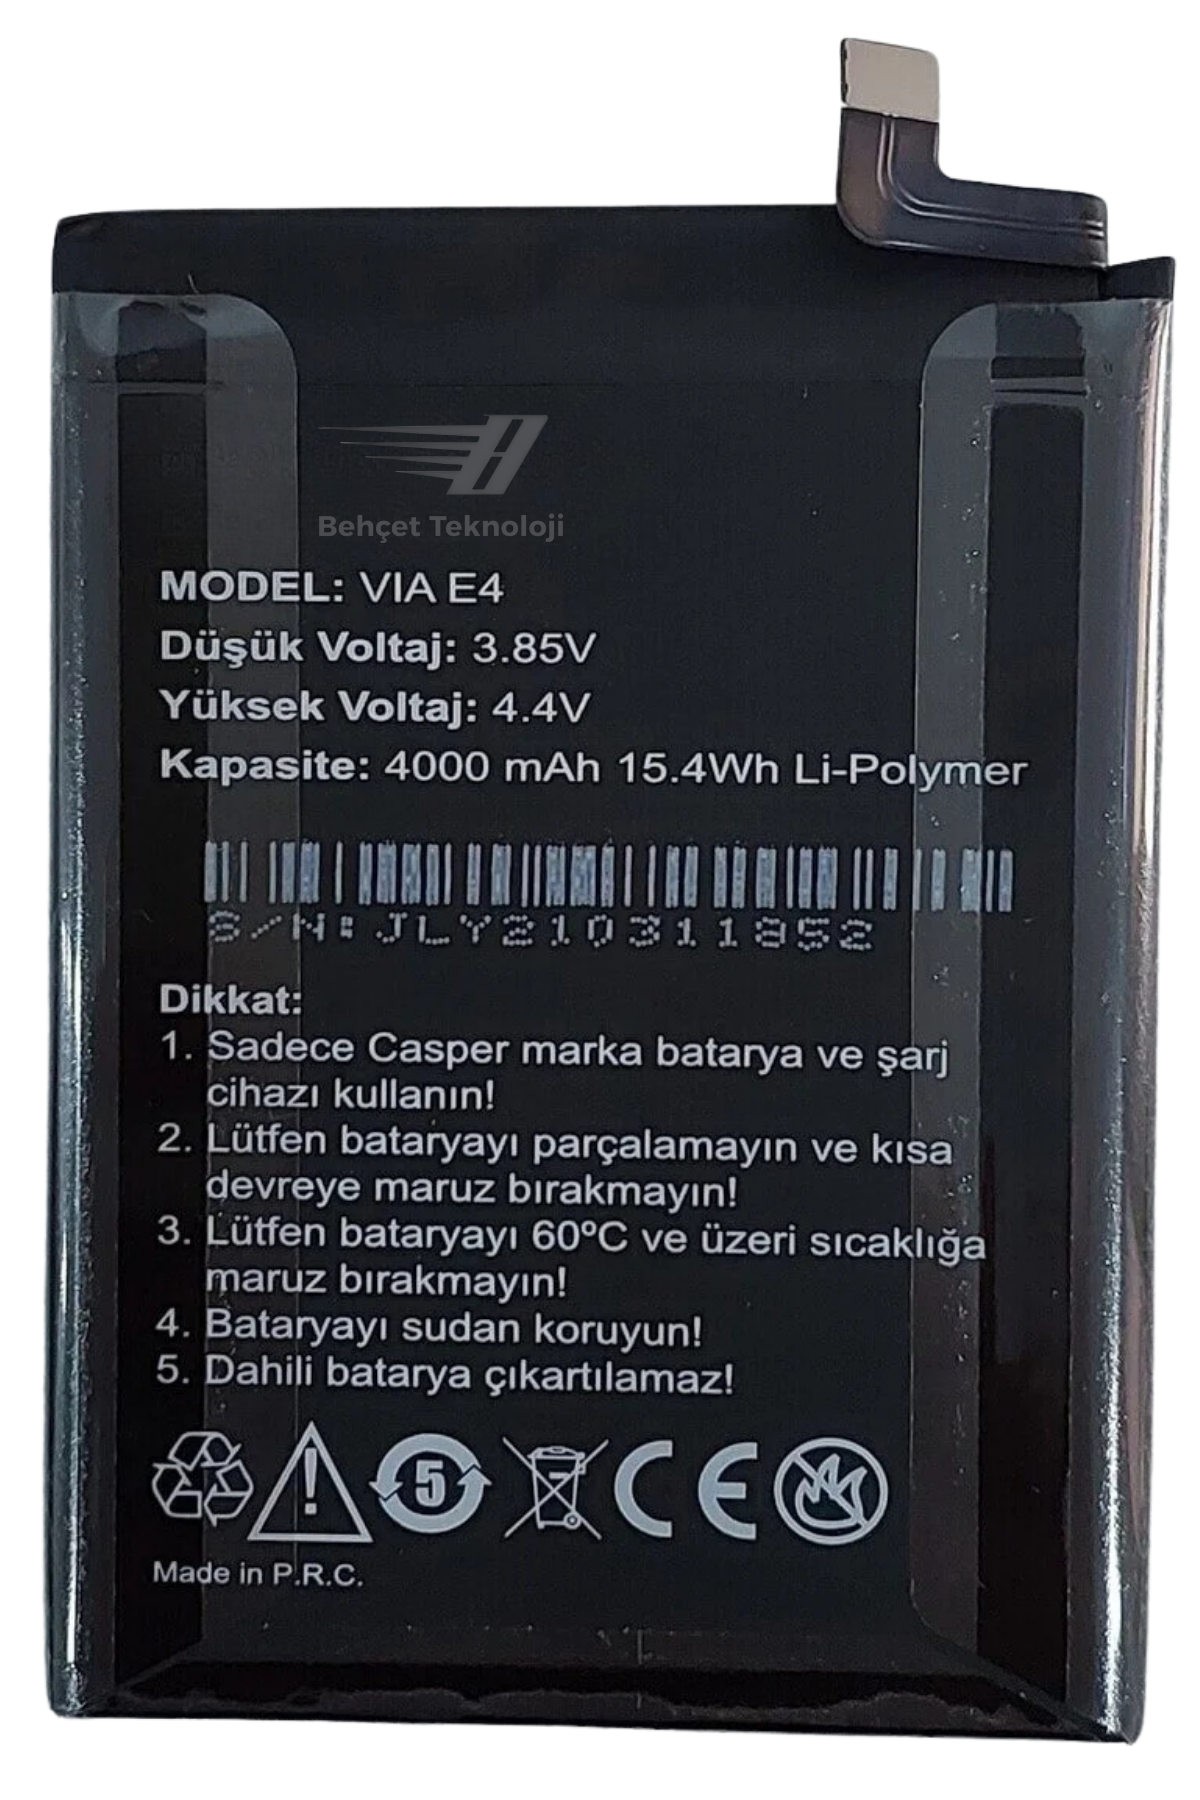 Behçet Teknoloji
MODEL: VIA E4
Düşük Voltaj: 3.85V
Yüksek Voltaj: 4.4V
Kapasite: 4000 mAh 15.4Wh Li-Polymer
S/N: JLY210311852
Dikkat:
1. Sadece Casper marka batarya ve şarj
cihazı kullanın!
2. Lütfen bataryayı parçalamayın ve kısa
devreye maruz bırakmayın!
3. Lütfen bataryayı 60ºC ve üzeri sıcaklığa
maruz bırakmayın!
4. Bataryayı sudan koruyun!
5. Dahili batarya çıkartılamaz!
5 CE
Made in P.R.C.